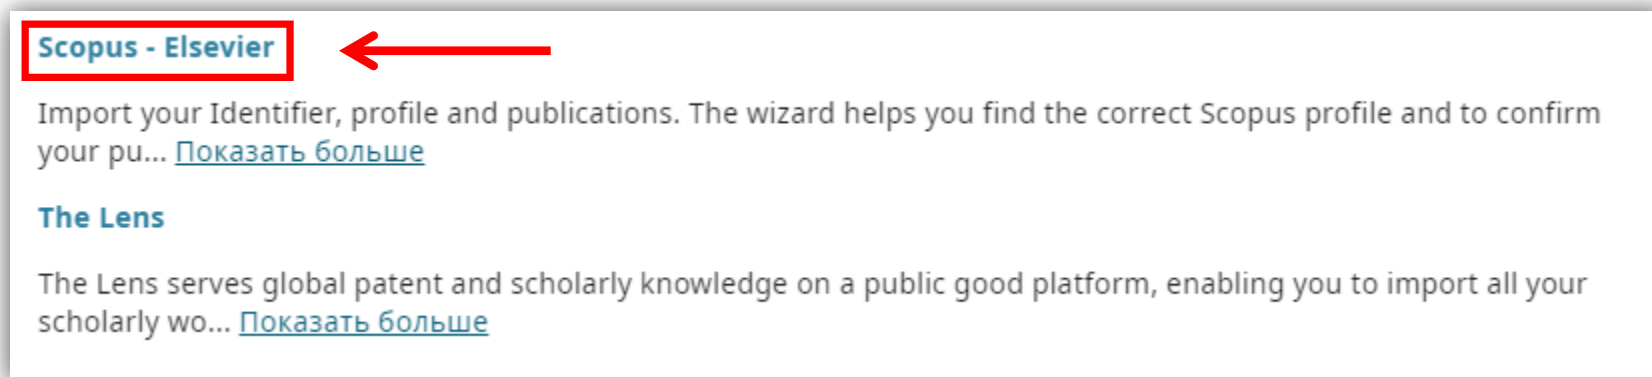 Scopus - Elsevier
Import your Identifier, profile and publications. The wizard helps you find the correct Scopus profile and to confirm
your pu... Показать больше
The Lens
The Lens serves global patent and scholarly knowledge on a public good platform, enabling you to import all your
scholarly wo... Показать больше